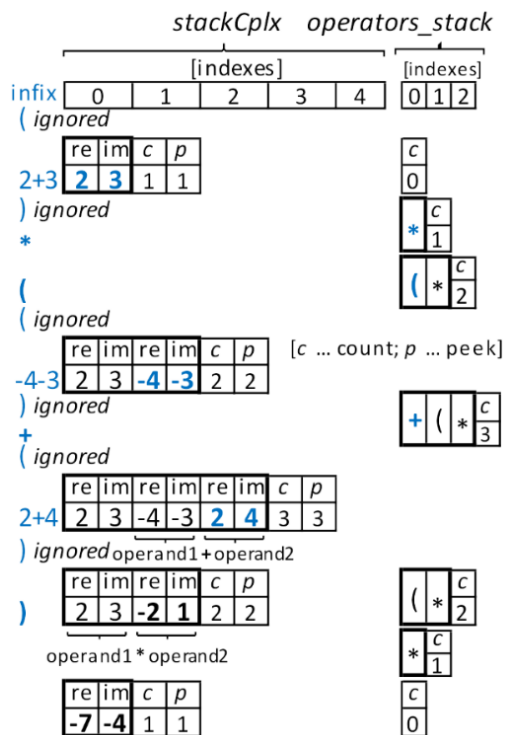 stackCplx operators_stack
[indexes] [indexes]
infix 0 1 2 3 4 0 1 2
( ignored
re im c p c
2+3 2 3 1 1 0
) ignored c
* * 1
c
( ( * 2
( ignored
re im re im c p [c ... count; p ... peek]
-4-3 2 3 -4 -3 2 2
) ignored c
+ + ( * 3
( ignored
re im re im re im c p
2+4 2 3 -4 -3 2 4 3 3
) ignored operand1 + operand2
re im re im c p c
) 2 3 -2 1 2 2 ( * 2
operand1 * operand2 c
* 1
re im c p c
-7 -4 1 1 0